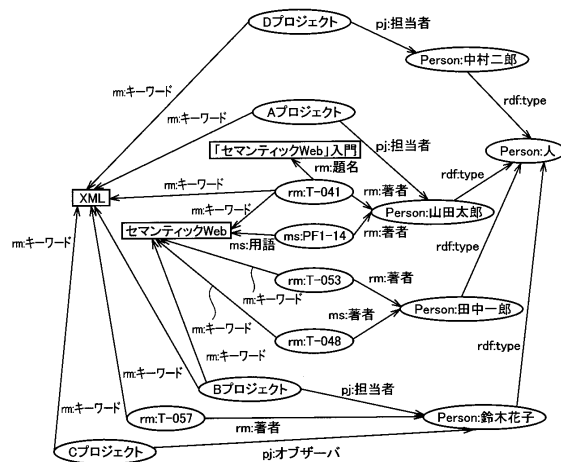 Dプロジェクト
pj:担当者
Person:中村二郎
rm:キーワード
rdf:type
Aプロジェクト
rm:キーワード
pj:担当者
「セマンティックWeb」入門
Person:人
rm:題名
rdf:type
rm:キーワード
rm:T-041
rm:著者
XML
rm:キーワード
Person:山田太郎
セマンティックWeb
ms:PF1-14
ms:用語
rm:著者
rm:キーワード
rdf:type
rm:T-053
rm:著者
rm:キーワード
Person:田中一郎
ms:著者
rm:キーワード
rm:T-048
rdf:type
rm:キーワード
rm:キーワード
Bプロジェクト
pj:担当者
rm:キーワード
rm:T-057
rm:著者
Person:鈴木花子
Cプロジェクト
pj:オブザーバ